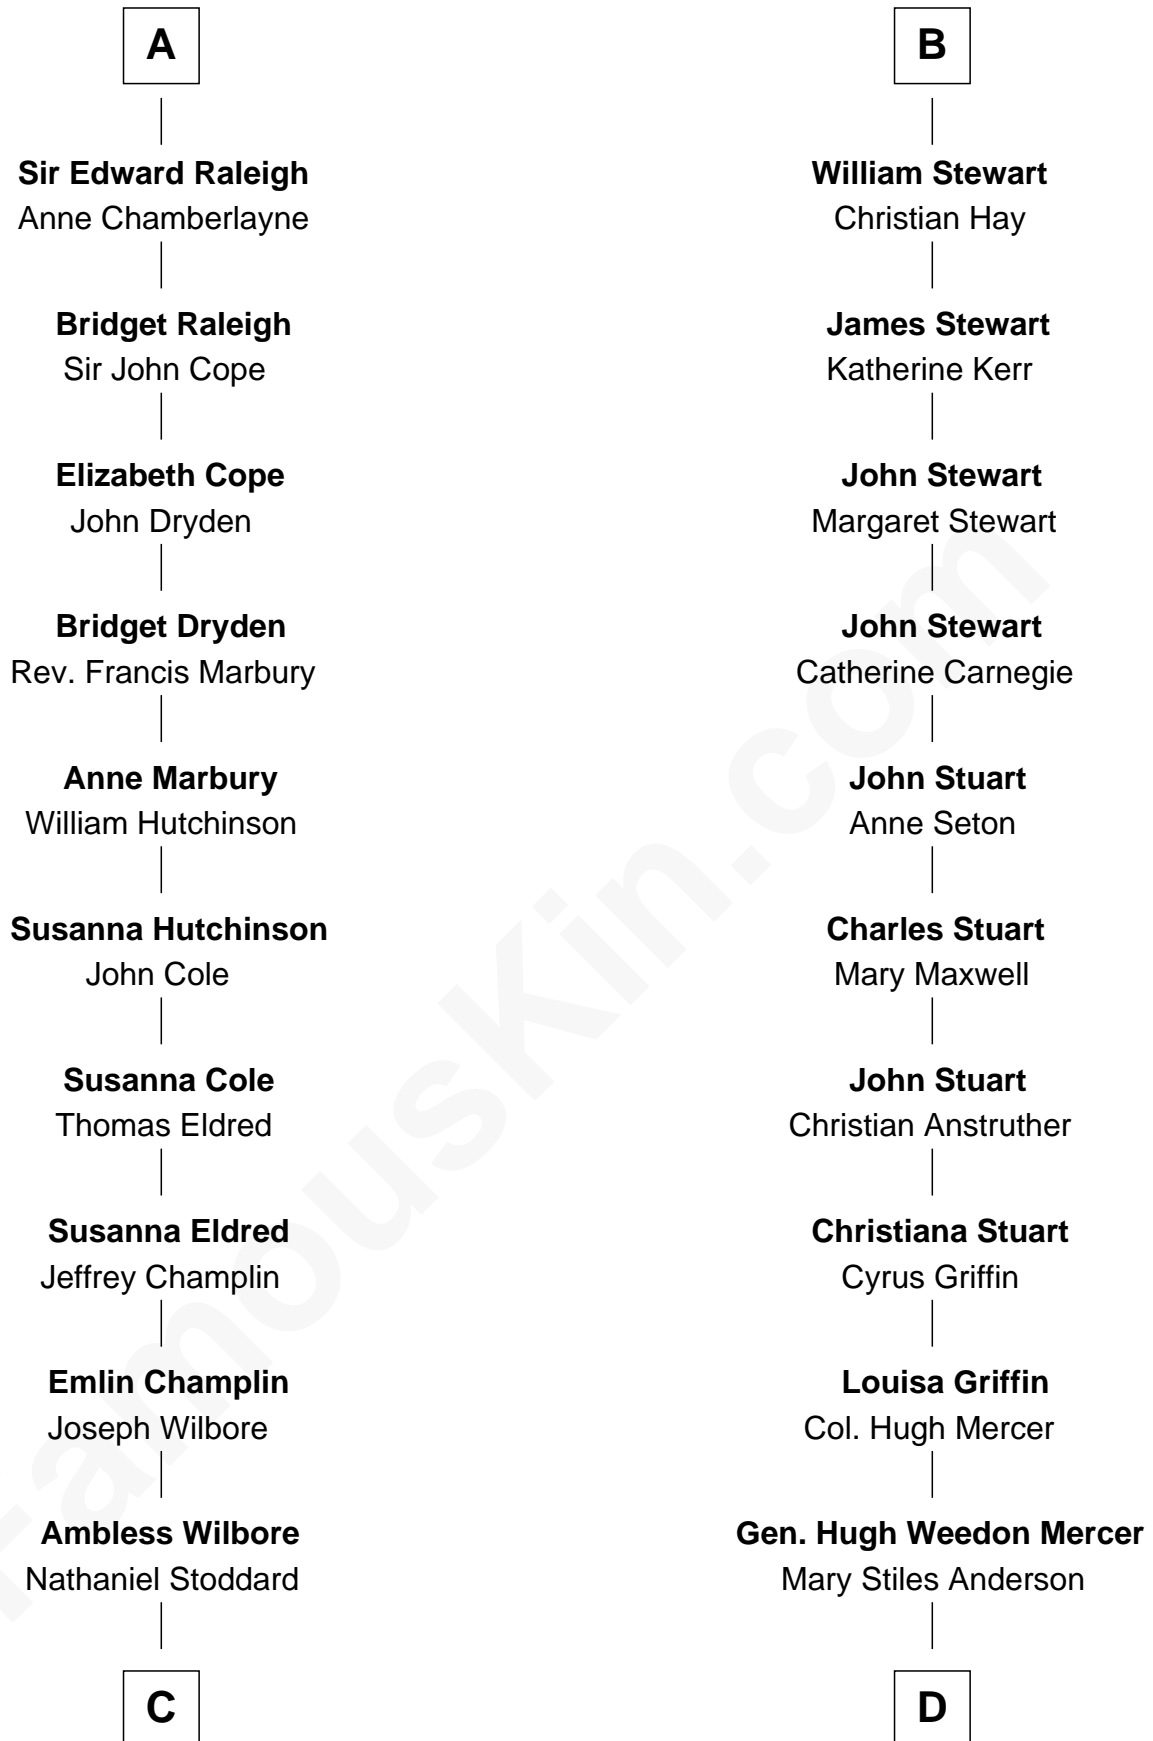 A
Sir Edward Raleigh
Anne Chamberlayne
Bridget Raleigh
Sir John Cope
Elizabeth Cope
John Dryden
Bridget Dryden
Rev. Francis Marbury
Anne Marbury
William Hutchinson
Susanna Hutchinson
John Cole
Susanna Cole
Thomas Eldred
Susanna Eldred
Jeffrey Champlin
Emlin Champlin
Joseph Wilbore
Ambless Wilbore
Nathaniel Stoddard
C
B
William Stewart
Christian Hay
James Stewart
Katherine Kerr
John Stewart
Margaret Stewart
John Stewart
Catherine Carnegie
John Stuart
Anne Seton
Charles Stuart
Mary Maxwell
John Stuart
Christian Anstruther
Christiana Stuart
Cyrus Griffin
Louisa Griffin
Col. Hugh Mercer
Gen. Hugh Weedon Mercer
Mary Stiles Anderson
D
FamousKin.com